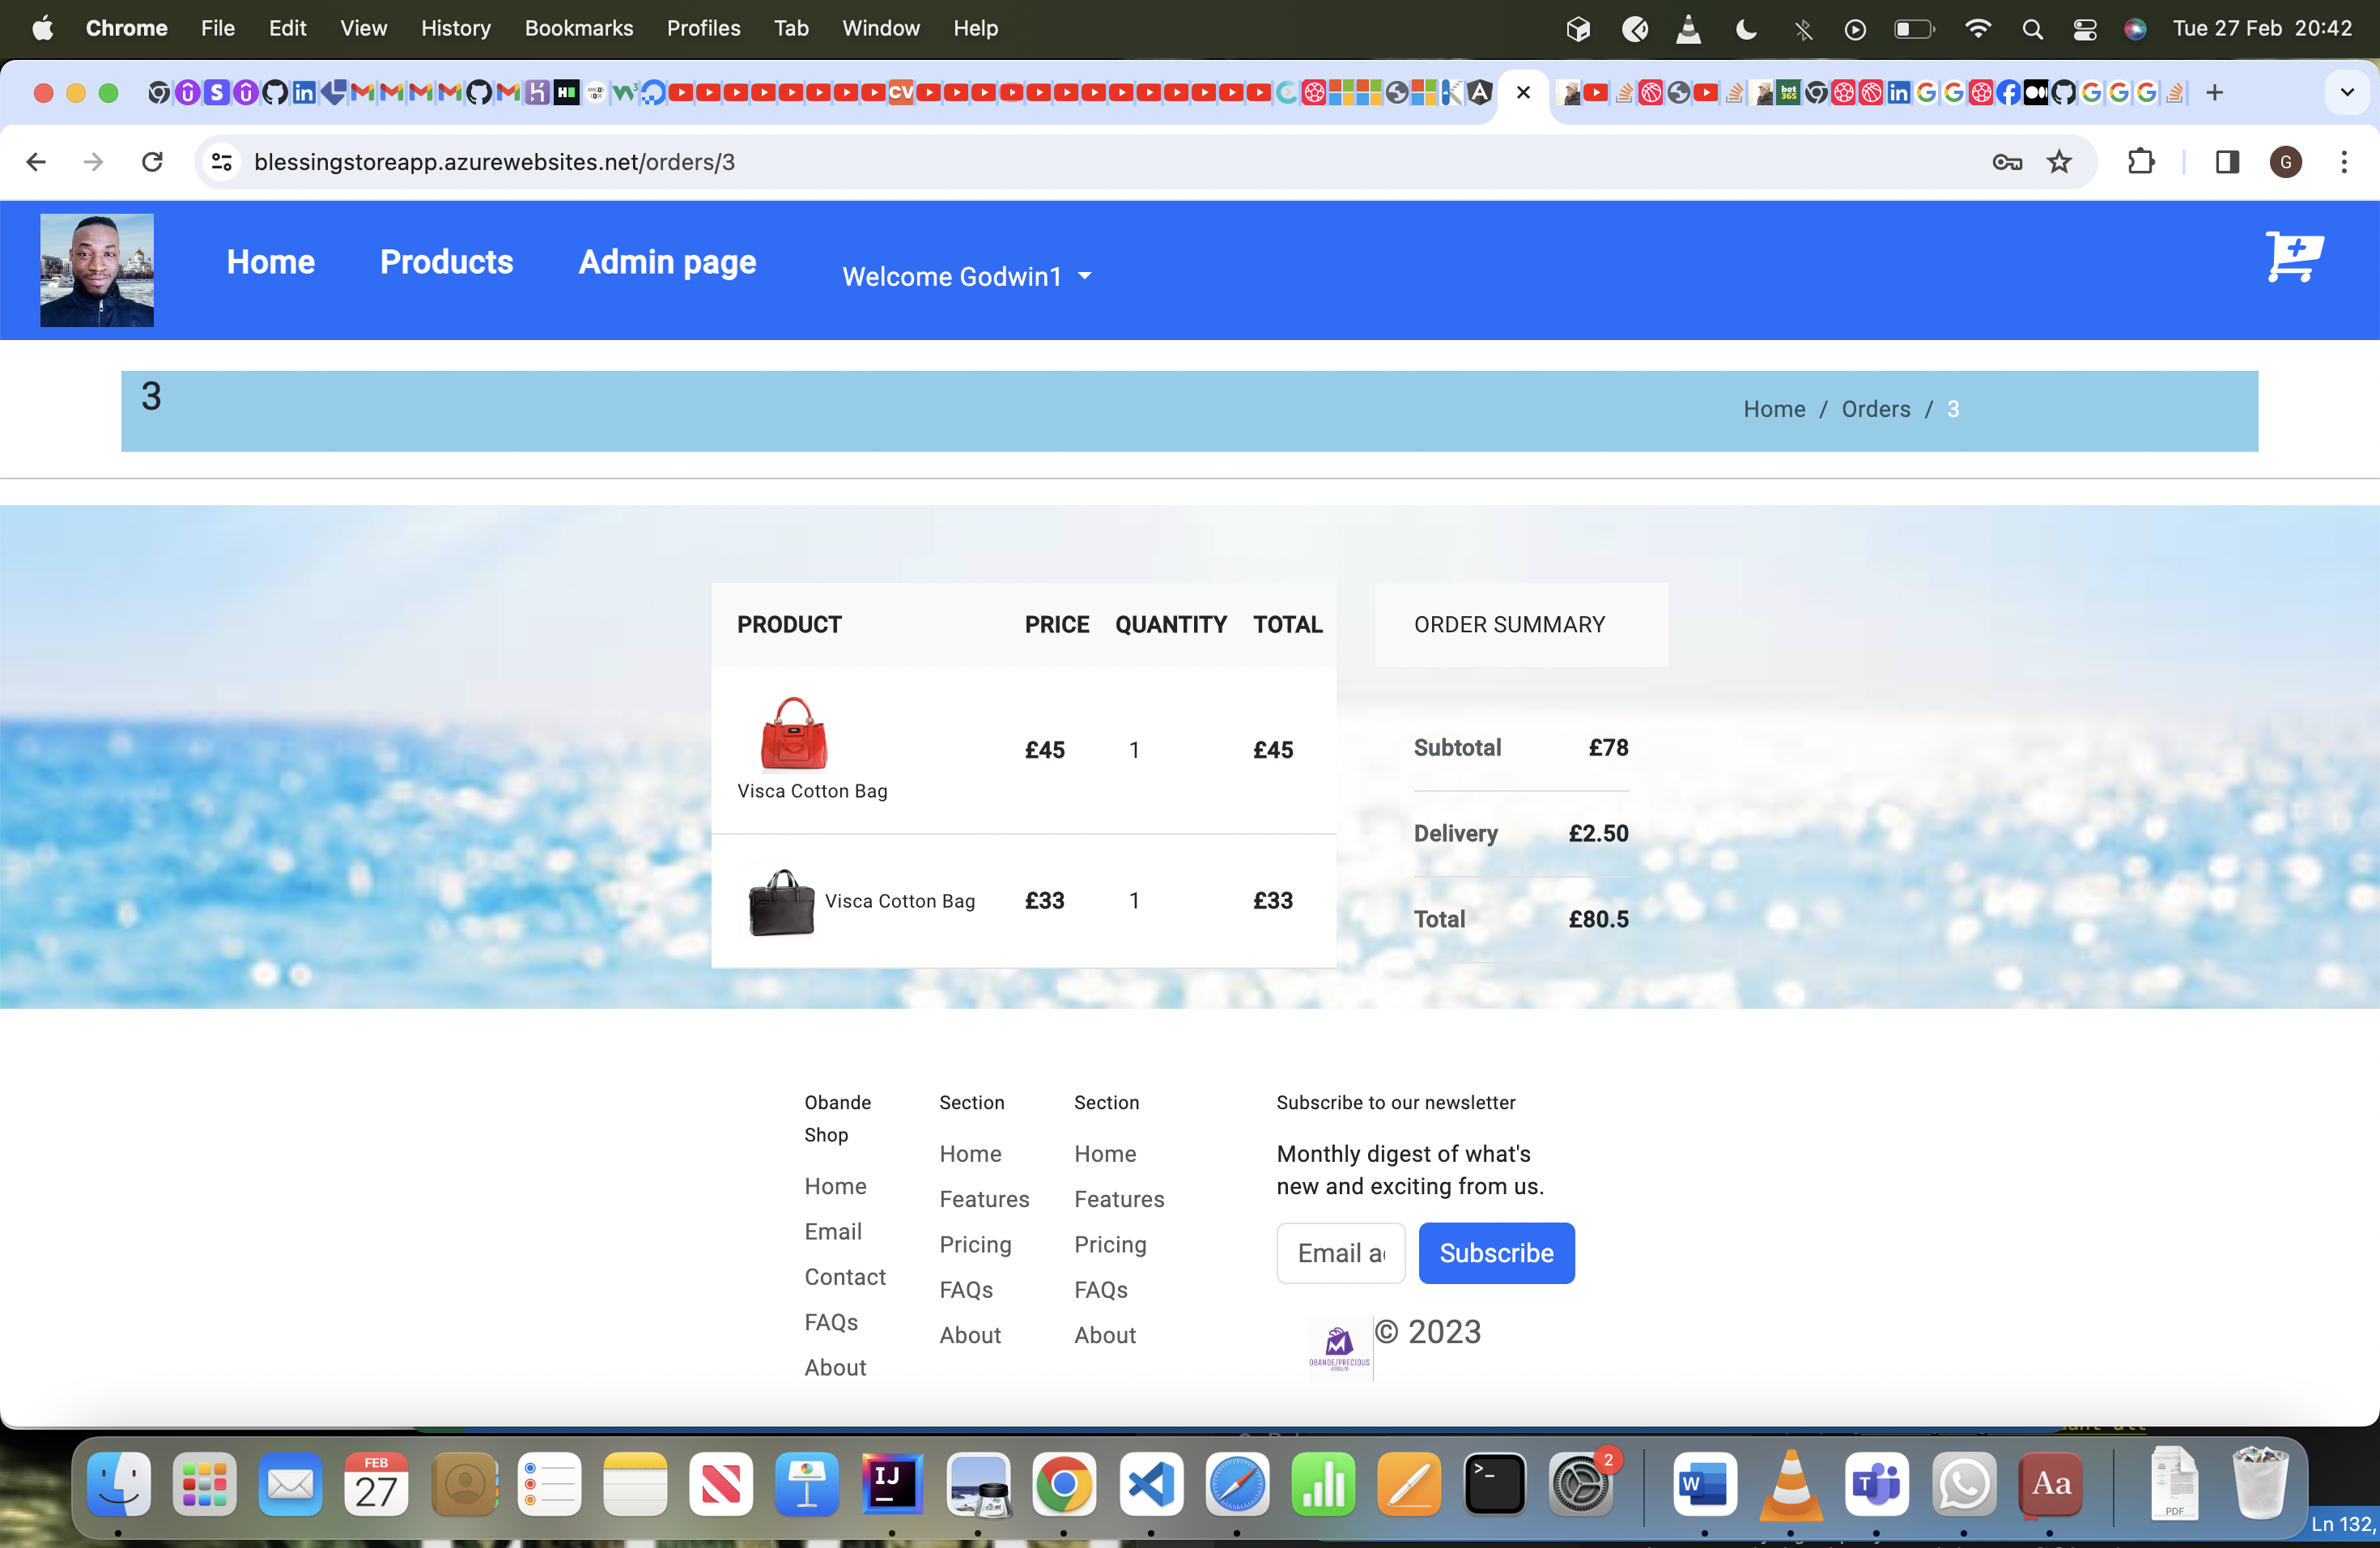 Chrome File Edit View History Bookmarks Profiles Tab Window Help Tue 27 Feb 20:42
blessingstoreapp.azurewebsites.net/orders/3 G
Home Products Admin page Welcome Godwin1
3 Home / Orders / 3
PRODUCT PRICE QUANTITY TOTAL ORDER SUMMARY
£45 1 £45 Subtotal £78
Visca Cotton Bag
Delivery £2.50
Visca Cotton Bag £33 1 £33
Total £80.5
Obande
Shop
Home
Email
Contact
FAQs
About
Section
Home
Features
Pricing
FAQs
About
Section
Home
Features
Pricing
FAQs
About
Subscribe to our newsletter
Monthly digest of what's
new and exciting from us.
Email a Subscribe
OBANDE/PRECIOUS
© 2023
FEB
27
IJ
2
W
T
Aa
PDF
Ln 132,